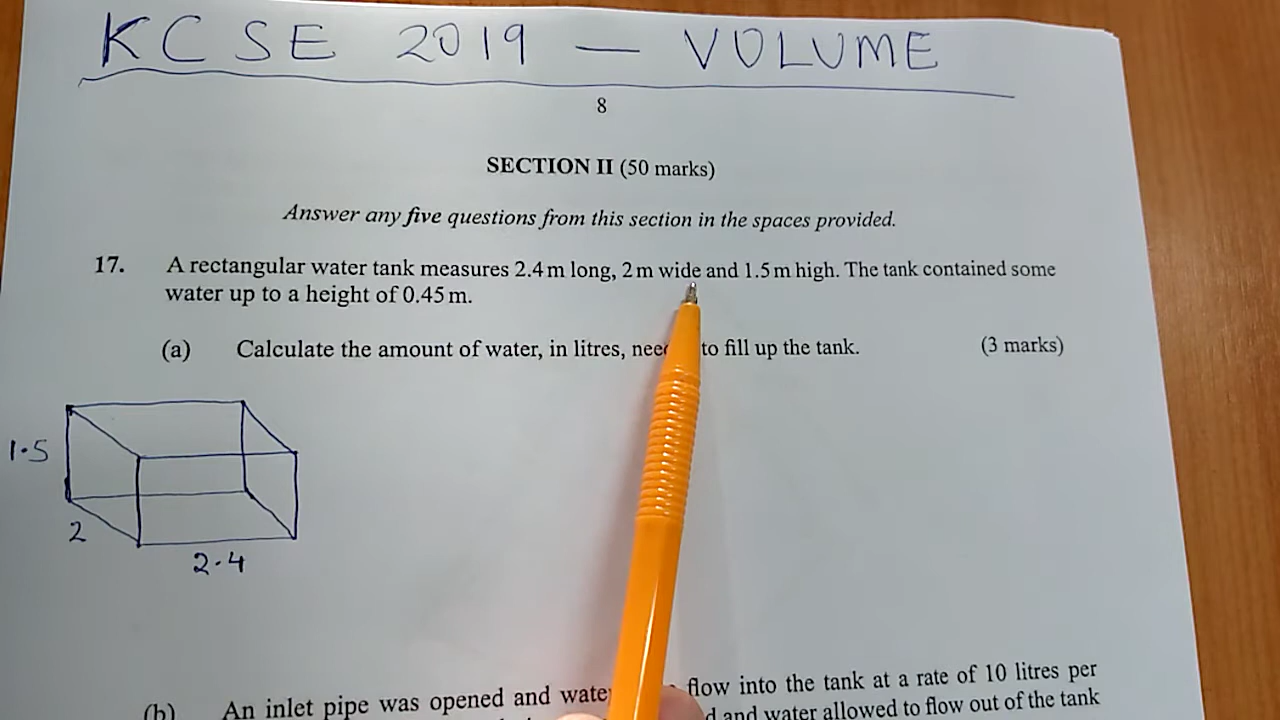 KCSE 2019 — VOLUME
8
SECTION II (50 marks)
Answer any five questions from this section in the spaces provided.
17. A rectangular water tank measures 2.4 m long, 2 m wide and 1.5 m high. The tank contained some
water up to a height of 0.45 m.
(a) Calculate the amount of water, in litres, to fill up the tank. (3 marks)
1.5
2
2.4
(b) An inlet pipe was opened and flow into the tank at a rate of 10 litres per
and water allowed to flow out of the tank